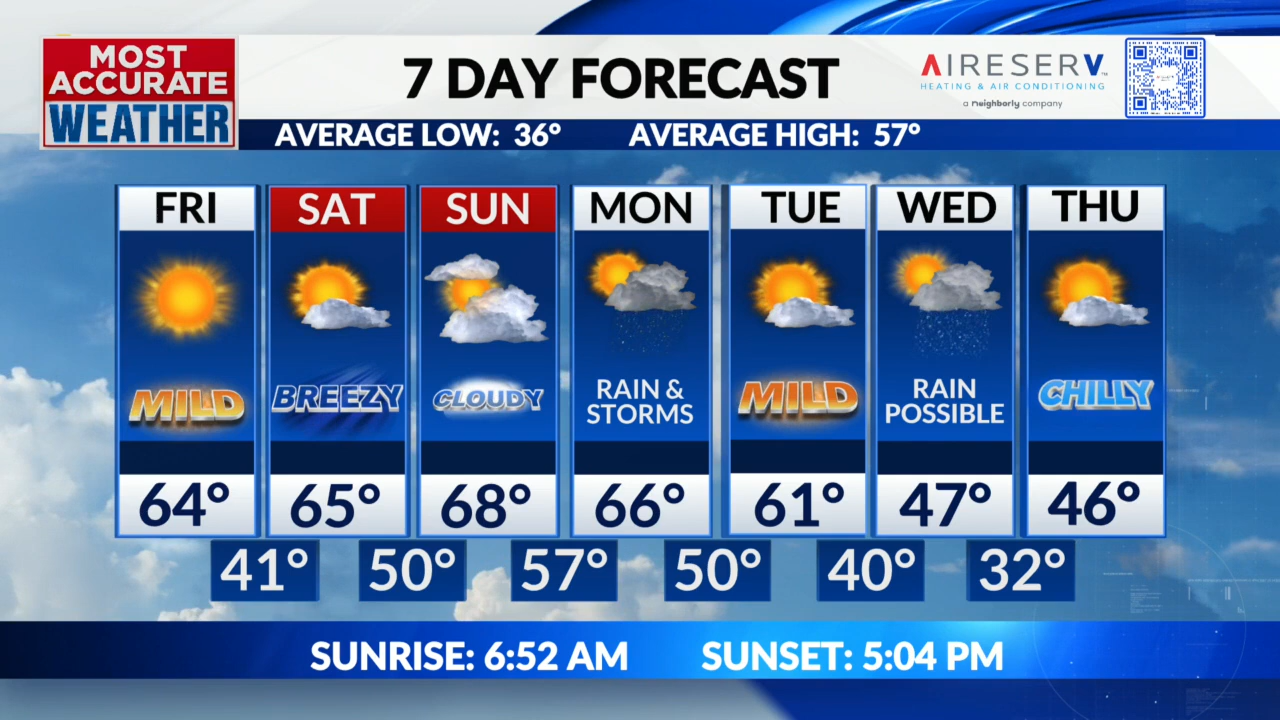 MOST
ACCURATE
WEATHER
7 DAY FORECAST
AIRESERV™
HEATING & AIR CONDITIONING
a Neighborly company
AVERAGE LOW: 36° AVERAGE HIGH: 57°
FRI SAT SUN MON TUE WED THU
MILD BREEZY CLOUDY RAIN & STORMS MILD RAIN POSSIBLE CHILLY
64° 65° 68° 66° 61° 47° 46°
41° 50° 57° 50° 40° 32°
SUNRISE: 6:52 AM SUNSET: 5:04 PM